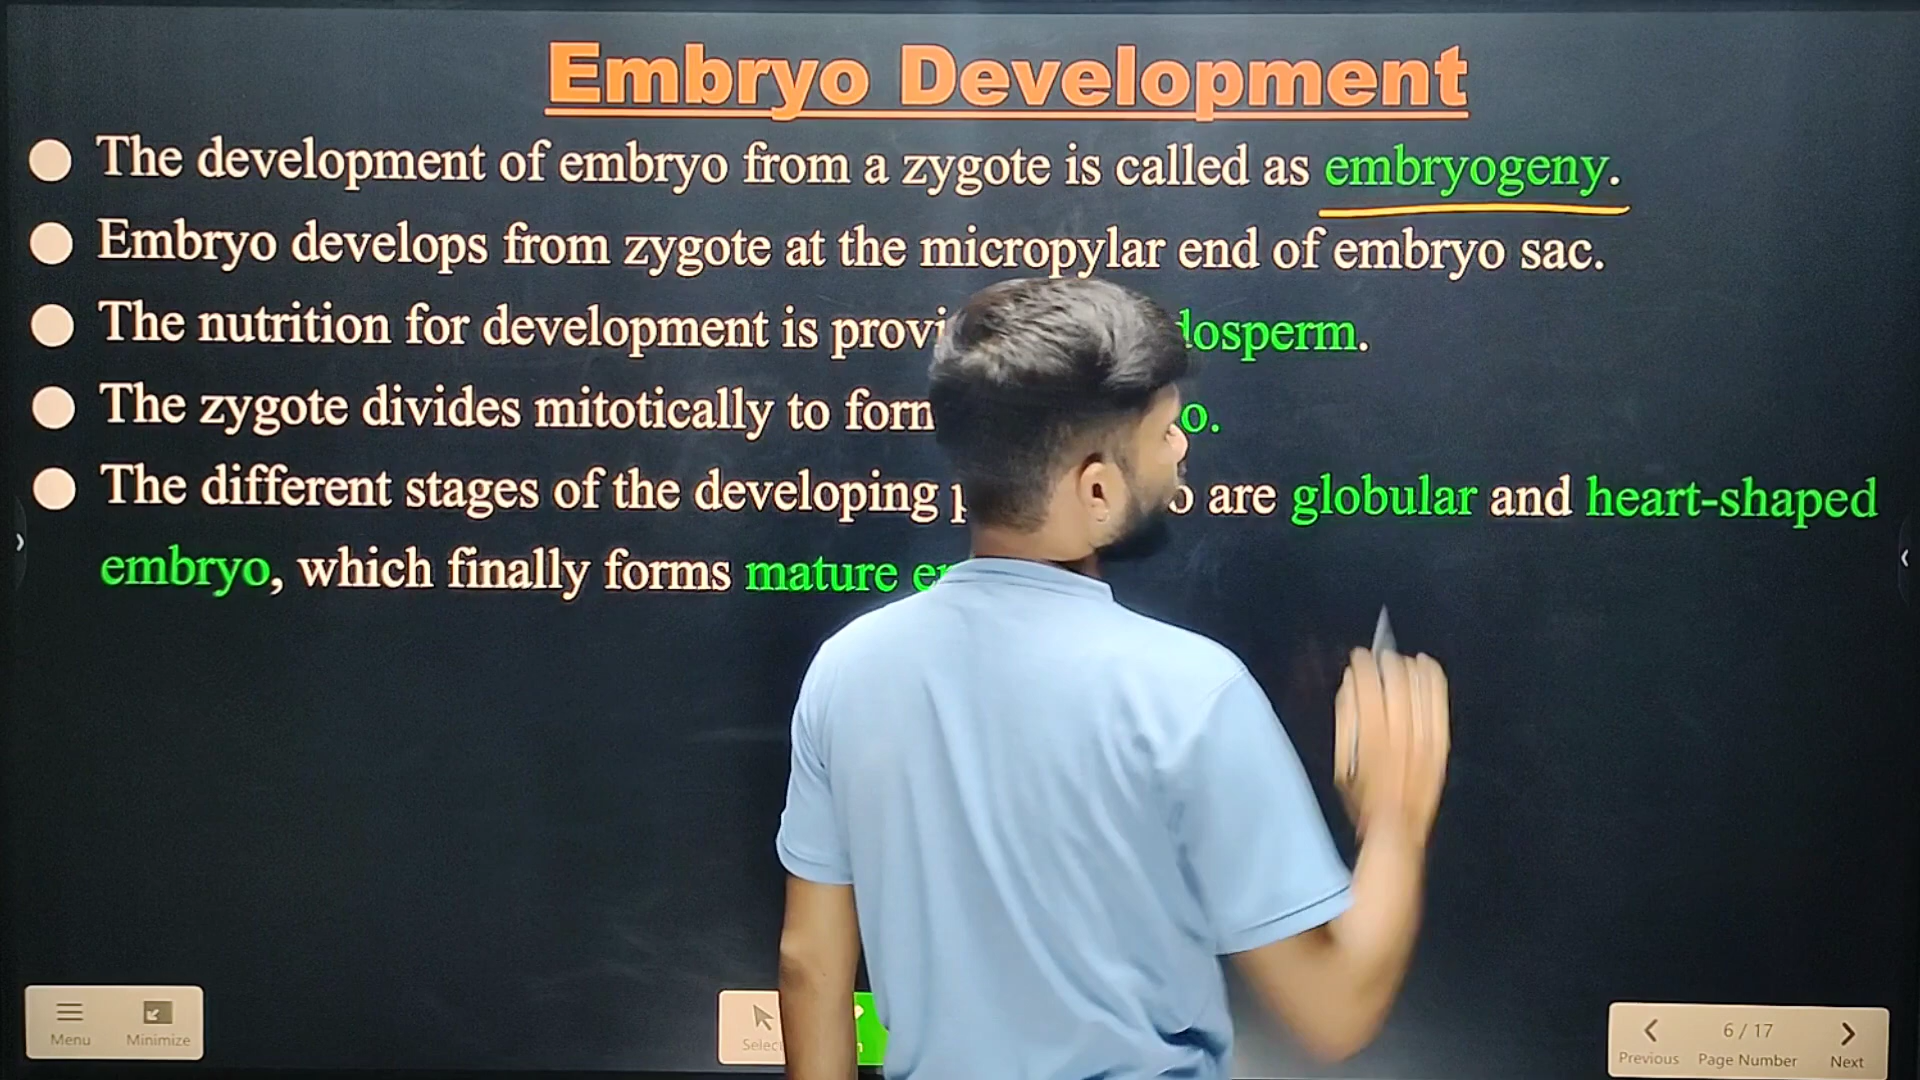 Embryo Development
The development of embryo from a zygote is called as embryogeny.
Embryo develops from zygote at the micropylar end of embryo sac.
The nutrition for development is
The zygote divides mitotically to
The different stages of the developing are globular and heart-shaped
embryo, which finally forms mature
Menu Minimize
6 / 17
Previous Page Number Next